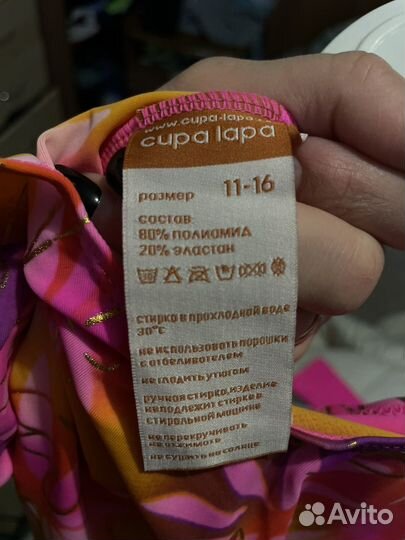 www.cupa-lapa.
cupa lapa
размер 11-16
состав
80% полиамид
20% эластан
стирка в прохладной воде
30°С
не использовать порошки
с отбеливателем
не гладить утюгом
ручная стирка, изделие
не подлежит стирке в
стиральной машине
не перекручивать
не отжимать
не сушить на солнце
Avito